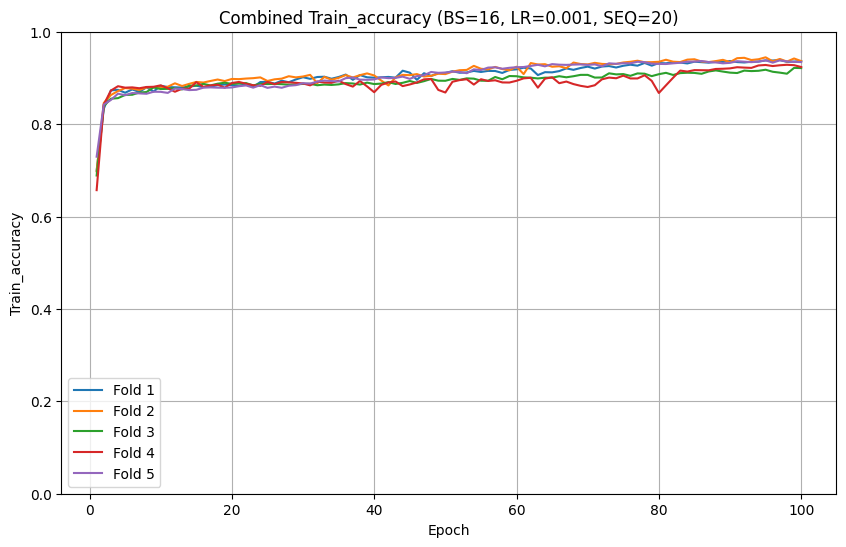 Combined Train_accuracy (BS=16, LR=0.001, SEQ=20)
Train_accuracy
1.0
0.8
0.6
0.4
0.2
0.0
Fold 1
Fold 2
Fold 3
Fold 4
Fold 5
0
20
40
60
80
100
Epoch